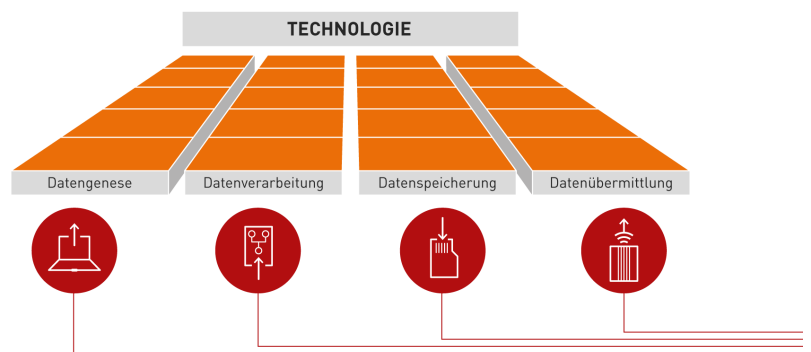 TECHNOLOGIE
Datengenese
Datenverarbeitung
Datenspeicherung
Datenübermittlung